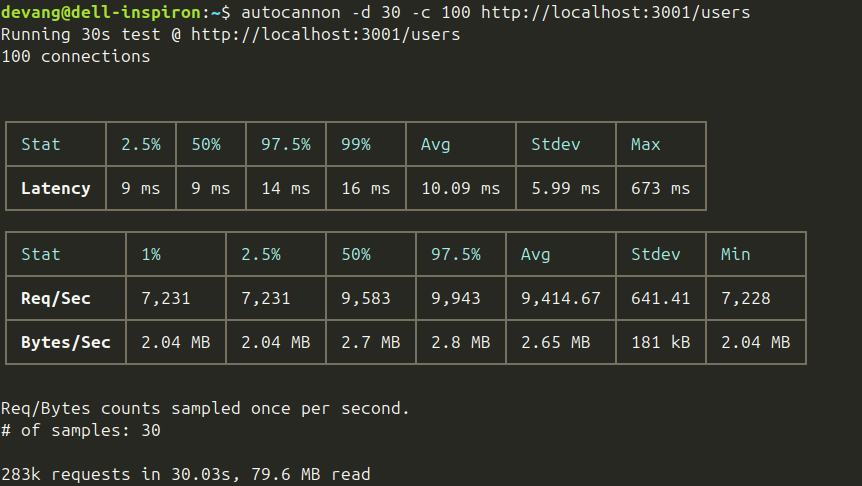 devang@dell-inspiron:~$ autocannon -d 30 -c 100 http://localhost:3001/users
Running 30s test @ http://localhost:3001/users
100 connections
Stat 2.5% 50% 97.5% 99% Avg Stdev Max
Latency 9 ms 9 ms 14 ms 16 ms 10.09 ms 5.99 ms 673 ms
Stat 1% 2.5% 50% 97.5% Avg Stdev Min
Req/Sec 7,231 7,231 9,583 9,943 9,414.67 641.41 7,228
Bytes/Sec 2.04 MB 2.04 MB 2.7 MB 2.8 MB 2.65 MB 181 kB 2.04 MB
Req/Bytes counts sampled once per second.
# of samples: 30
283k requests in 30.03s, 79.6 MB read